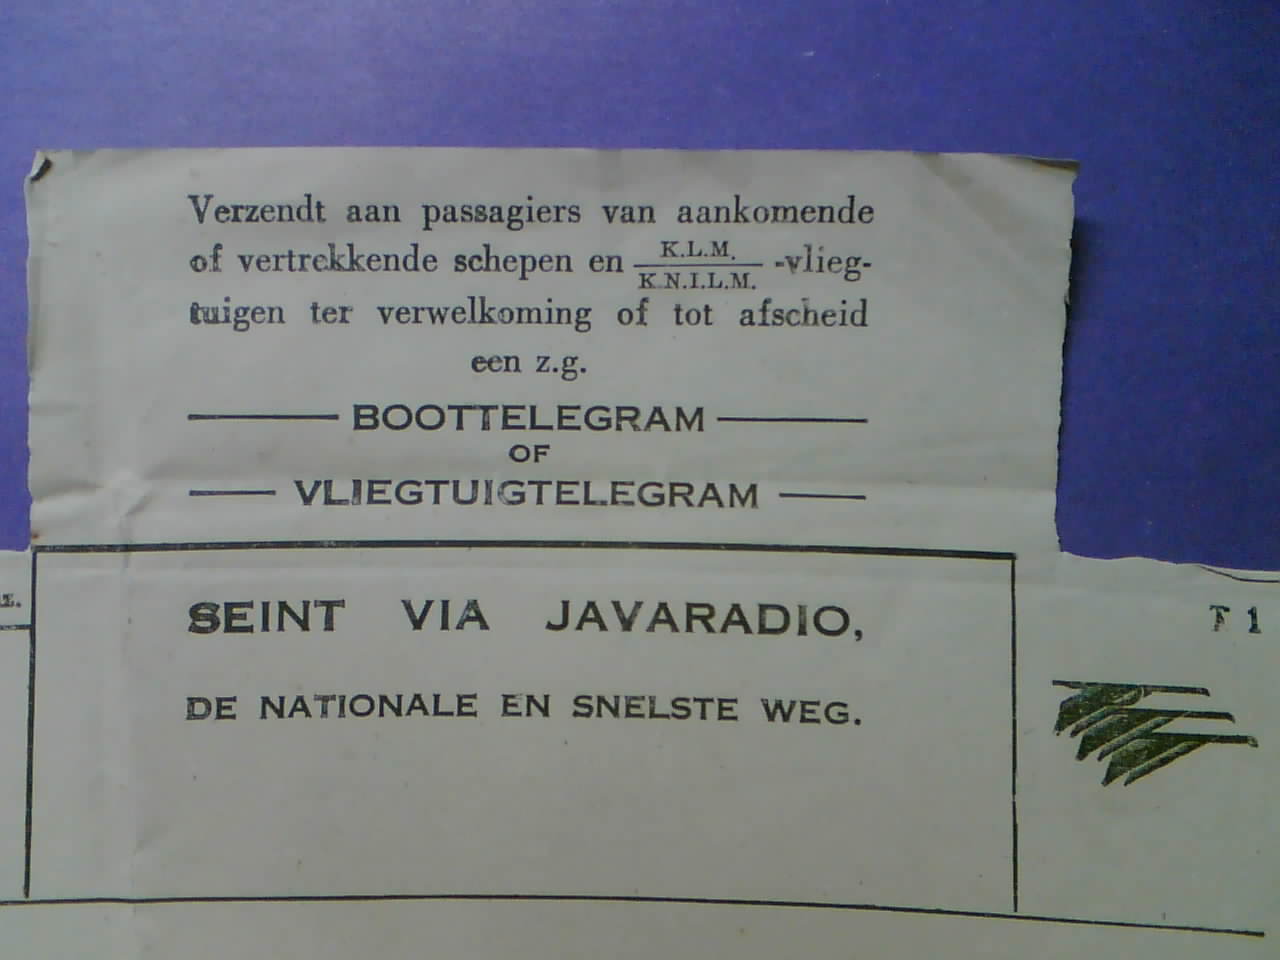 Verzendt aan passagiers van aankomende
of vertrekkende schepen en K.L.M. -vlieg-
K.N.I.L.M.
tuigen ter verwelkoming of tot afscheid
een z.g.
BOOTTELEGRAM
OF
VLIEGTUIGTELEGRAM
SEINT VIA JAVARADIO,
DE NATIONALE EN SNELSTE WEG.
T 1